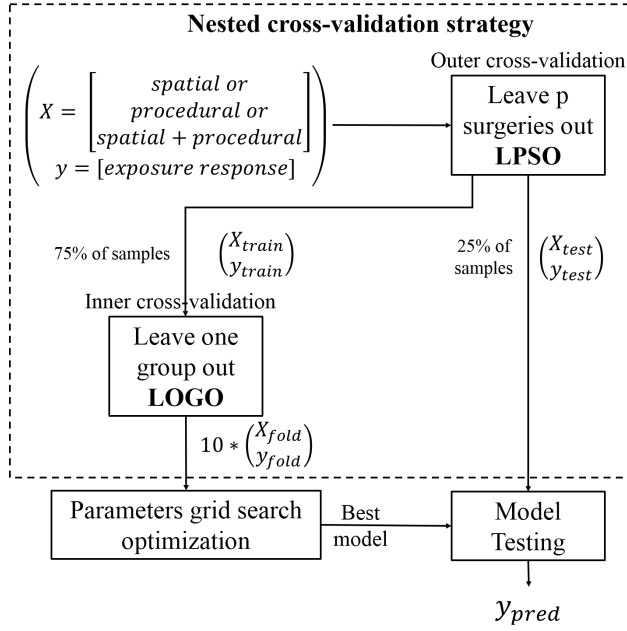 Nested cross-validation strategy
Outer cross-validation
X = [spatial or
procedural or
spatial + procedural]
y = [exposure response]
Leave p
surgeries out
LPSO
75% of samples
(X_train
y_train)
25% of
samples
(X_test
y_test)
Inner cross-validation
Leave one
group out
LOGO
10 * (X_fold
y_fold)
Parameters grid search
optimization
Best
model
Model
Testing
y_pred